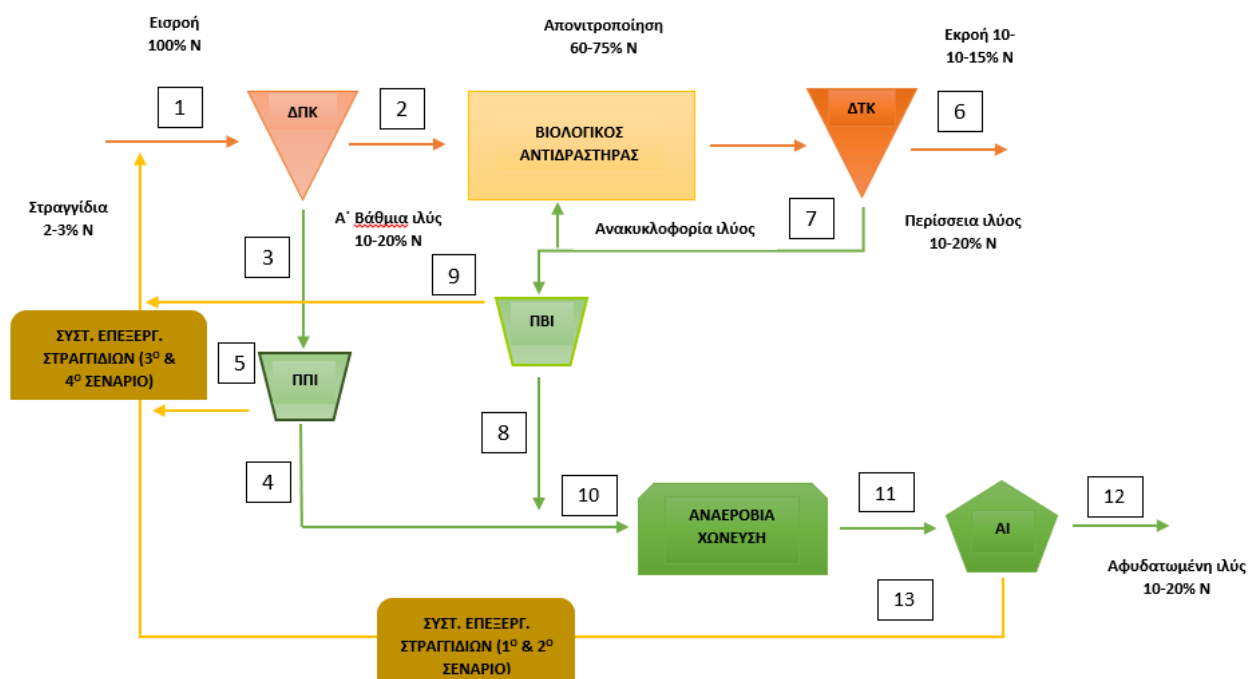 Εισροή
100% N
Απονιτροποίηση
60-75% N
Εκροή 10-
10-15% N
1
ΔΠΚ
2
ΒΙΟΛΟΓΙΚΟΣ
ΑΝΤΙΔΡΑΣΤΗΡΑΣ
ΔΤΚ
6
Στραγγίδια
2-3% N
Α΄ Βάθμια ιλύς
10-20% N
3
Ανακυκλοφορία ιλύος
7
Περίσσεια ιλύος
10-20% N
9
ΠΒΙ
ΣΥΣΤ. ΕΠΕΞΕΡΓ.
ΣΤΡΑΓΓΙΔΙΩΝ (3Ο &
4Ο ΣΕΝΑΡΙΟ)
5
ΠΠΙ
8
4
10
ΑΝΑΕΡΟΒΙΑ
ΧΩΝΕΥΣΗ
11
ΑΙ
12
Αφυδατωμένη ιλύς
10-20% N
13
ΣΥΣΤ. ΕΠΕΞΕΡΓ.
ΣΤΡΑΓΓΙΔΙΩΝ (1Ο & 2Ο
ΣΕΝΑΡΙΟ)